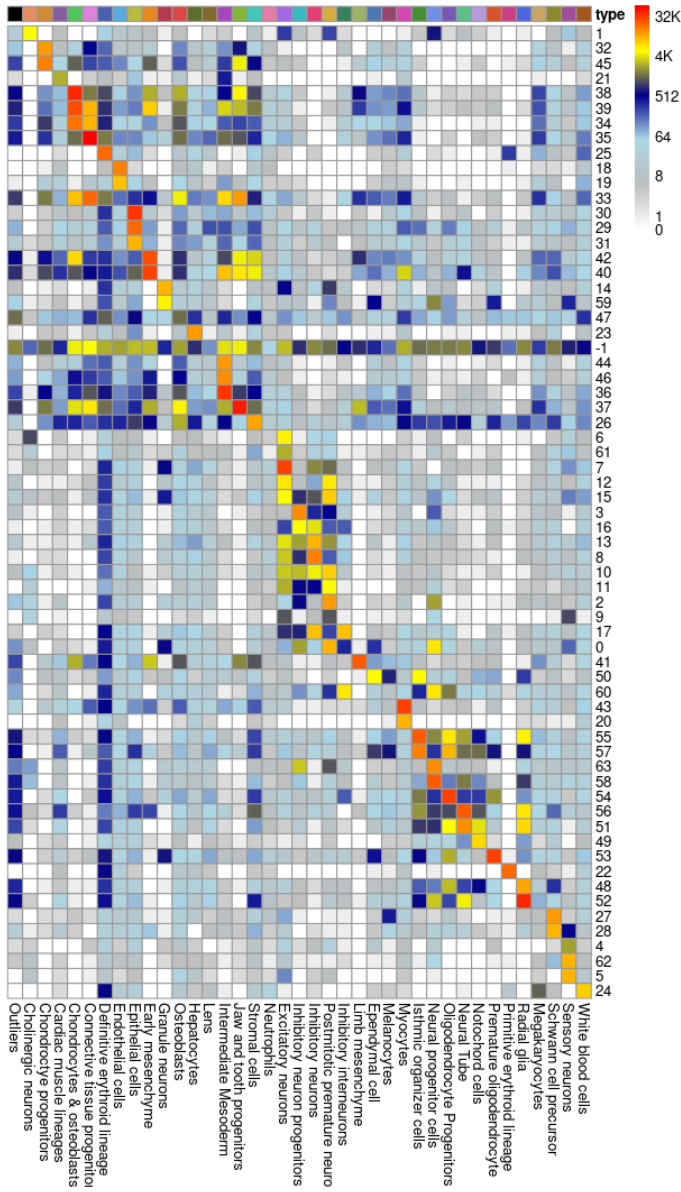 type
32K
4K
512
64
8
1
0
1
32
45
21
38
39
34
35
25
18
19
33
30
29
31
42
40
14
59
47
23
-1
44
46
36
37
26
6
61
7
12
15
3
16
13
8
10
11
2
9
17
0
41
50
60
43
20
55
57
63
58
54
56
51
49
53
22
48
52
27
28
4
62
5
24
Outliers
Cholinergic neurons
Chondroctye progenitors
Cardiac muscle lineages
Chondrocytes & osteoblasts
Connective tissue progenitor
Definitive erythroid lineage
Endothelial cells
Epithelial cells
Early mesenchyme
Granule neurons
Osteoblasts
Hepatocytes
Lens
Intermediate Mesoderm
Jaw and tooth progenitors
Stromal cells
Neutrophils
Excitatory neurons
Inhibitory neuron progenitors
Inhibitory neurons
Postmitotic premature neuro
Inhibitory interneurons
Limb mesenchyme
Ependymal cell
Melanocytes
Myocytes
Isthmic organizer cells
Neural progenitor cells
Oligodendrocyte Progenitors
Neural Tube
Notochord cells
Premature oligodendrocyte
Primitive erythroid lineage
Radial glia
Megakaryocytes
Schwann cell precursor
Sensory neurons
White blood cells